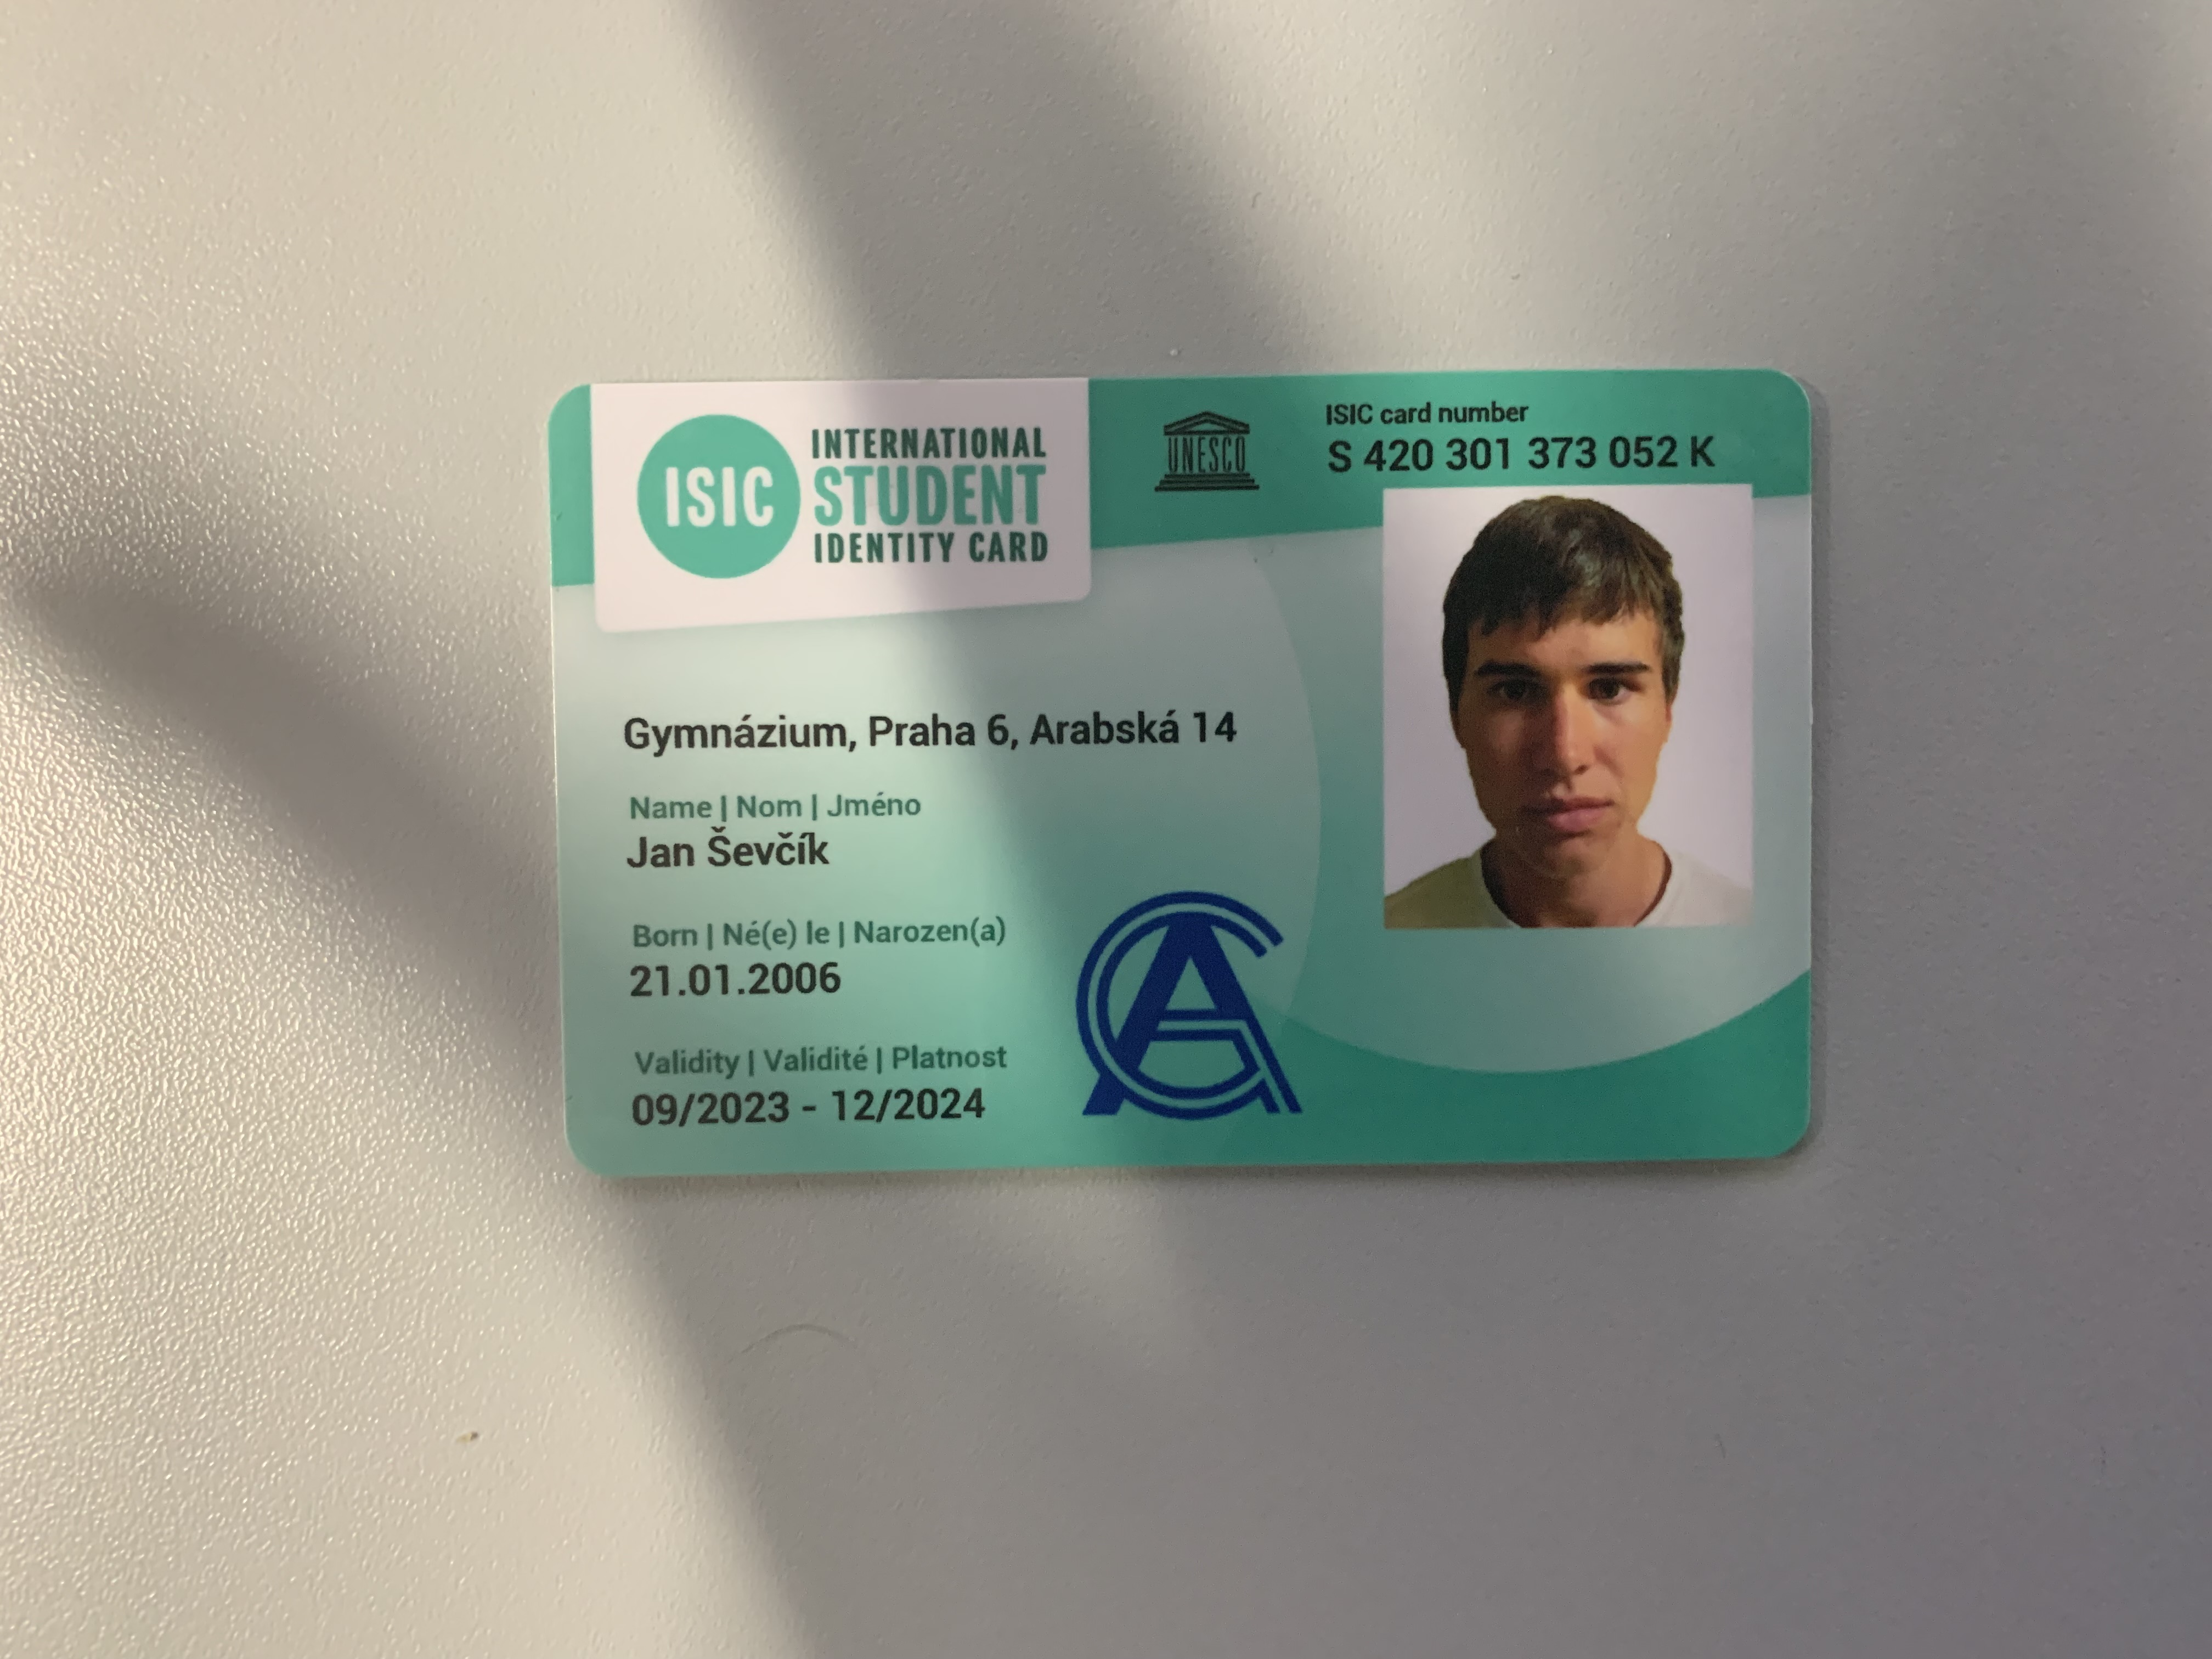 ISIC
INTERNATIONAL
STUDENT
IDENTITY CARD
UNESCO
ISIC card number
S 420 301 373 052 K
Gymnázium, Praha 6, Arabská 14
Name | Nom | Jméno
Jan Ševčík
Born | Né(e) le | Narozen(a)
21.01.2006
Validity | Validité | Platnost
09/2023 - 12/2024